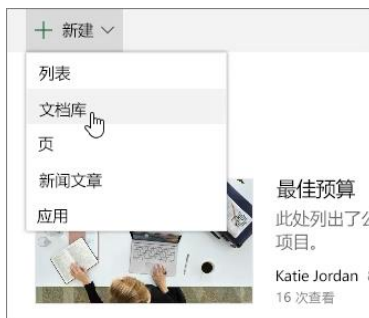 新建
列表
文档库
页
新闻文章
应用
最佳预算
此处列出了公
项目。
Katie Jordan
16 次查看